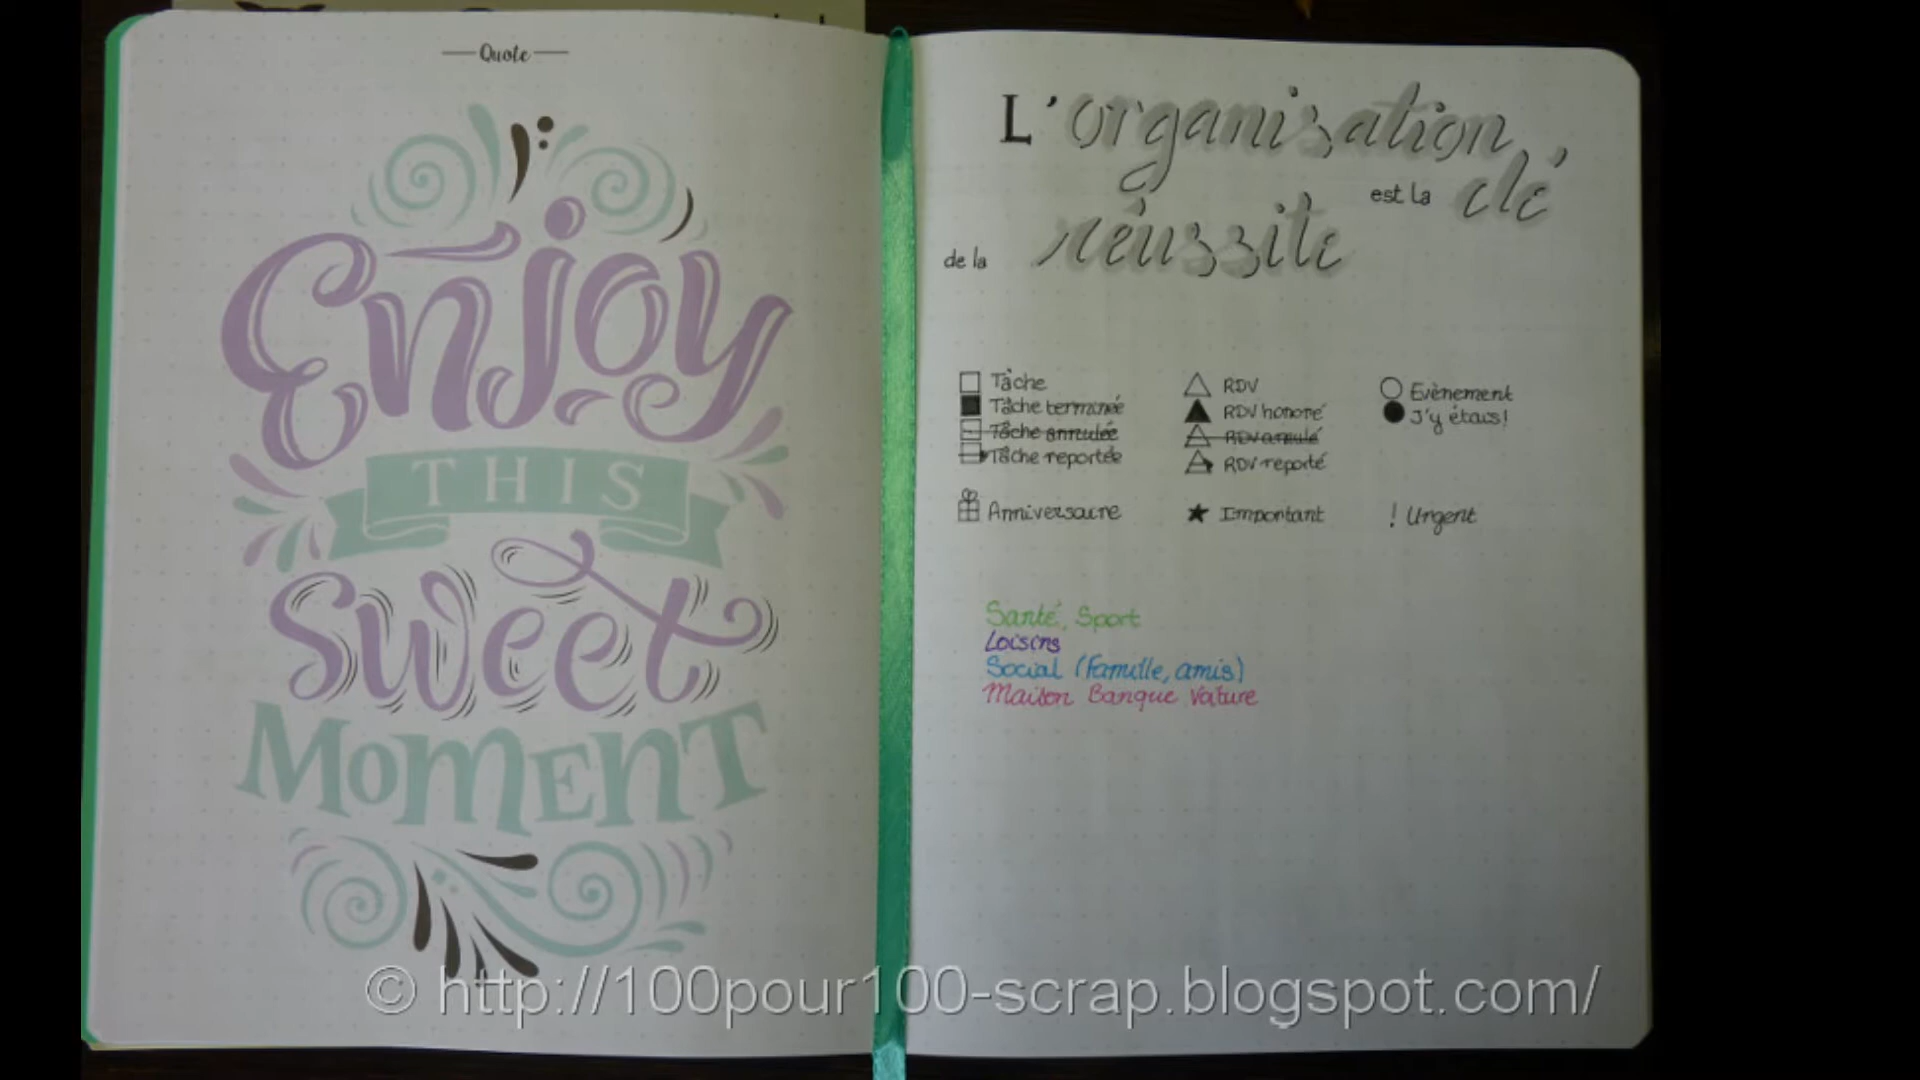 Quote
Enjoy
THIS
sweet
MOMENT
L'organisation
est la clé
de la réussite
Tâche
Tâche terminée
Tâche annulée
Tâche reportée
RDV
RDV honoré
RDV annulé
RDV reporté
Evènement
J'y étais!
Anniversaire
Important
! Urgent
Santé, Sport
Loisirs
Social (famille, amis)
Maison Banque Voiture
© http://100pour100-scrap.blogspot.com/